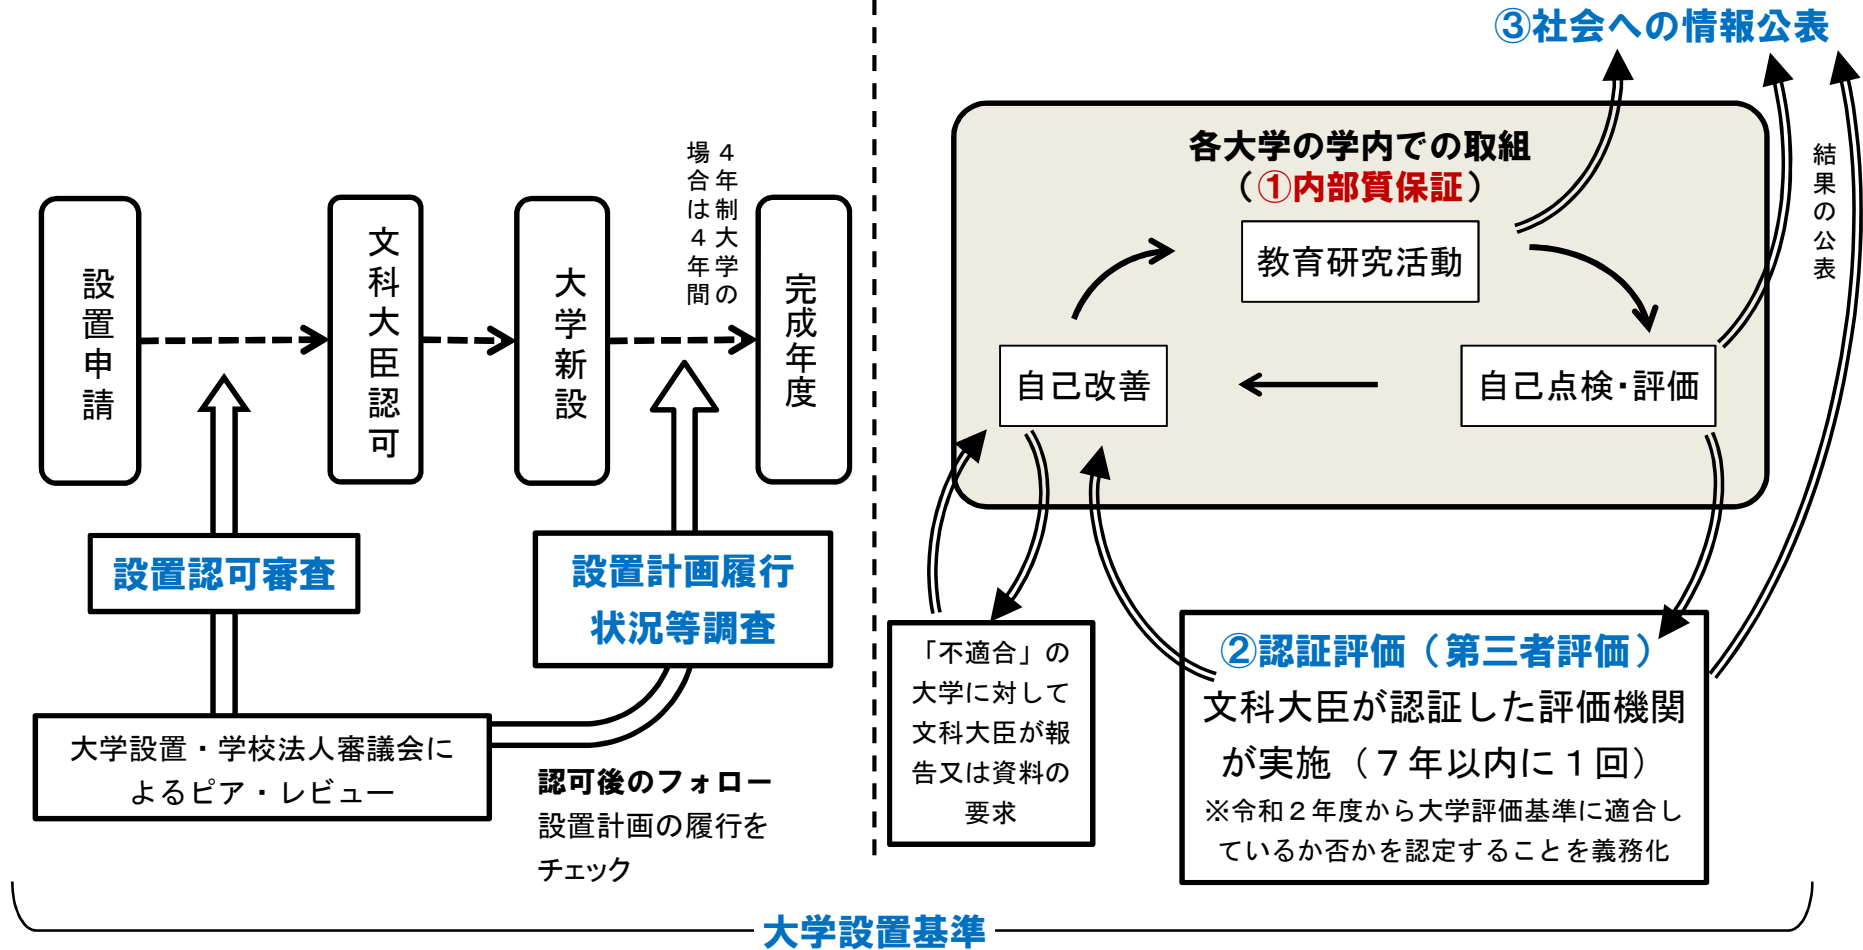 ③社会への情報公表
各大学の学内での取組
（①内部質保証）
教育研究活動
自己改善
自己点検・評価
結果の公表
設置申請
文科大臣認可
大学新設
４年制大学の
場合は４年間
完成年度
設置認可審査
設置計画履行
状況等調査
大学設置・学校法人審議会に
よるピア・レビュー
認可後のフォロー
設置計画の履行を
チェック
「不適合」の
大学に対して
文科大臣が報
告又は資料の
要求
②認証評価（第三者評価）
文科大臣が認証した評価機関
が実施（７年以内に１回）
※令和２年度から大学評価基準に適合し
ているか否かを認定することを義務化
大学設置基準